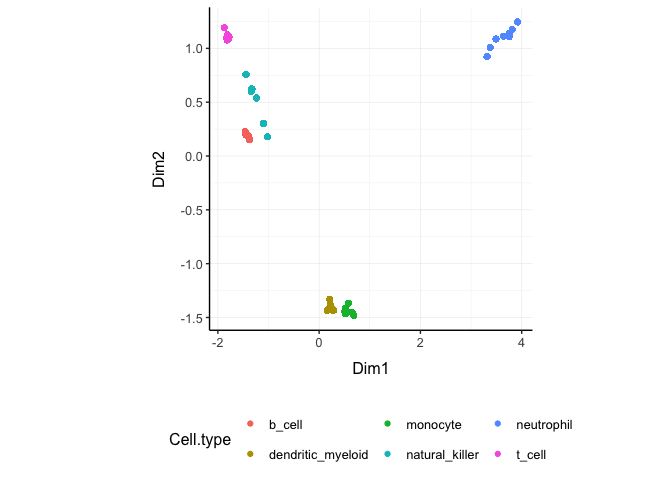 1.0
0.5
Dim2
0.0
-0.5
-1.0
-1.5
-2 0 2 4
Dim1
Cell.type
b_cell monocyte neutrophil
dendritic_myeloid natural_killer t_cell